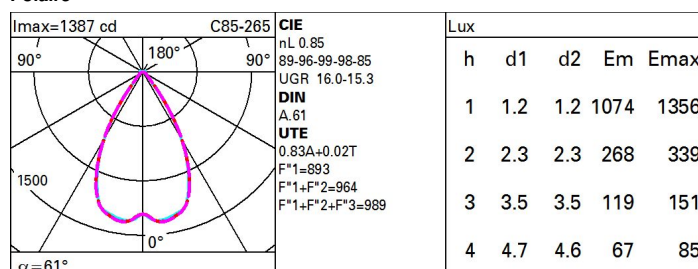 Imax=1387 cd C85-265
90° 180° 90°
1500
0°
α=61°
CIE
nL 0.85
89-96-99-98-85
UGR 16.0-15.3
DIN
A.61
UTE
0.83A+0.02T
F"1=893
F"1+F"2=964
F"1+F"2+F"3=989
Lux
h d1 d2 Em Emax
1 1.2 1.2 1074 1356
2 2.3 2.3 268 339
3 3.5 3.5 119 151
4 4.7 4.6 67 85